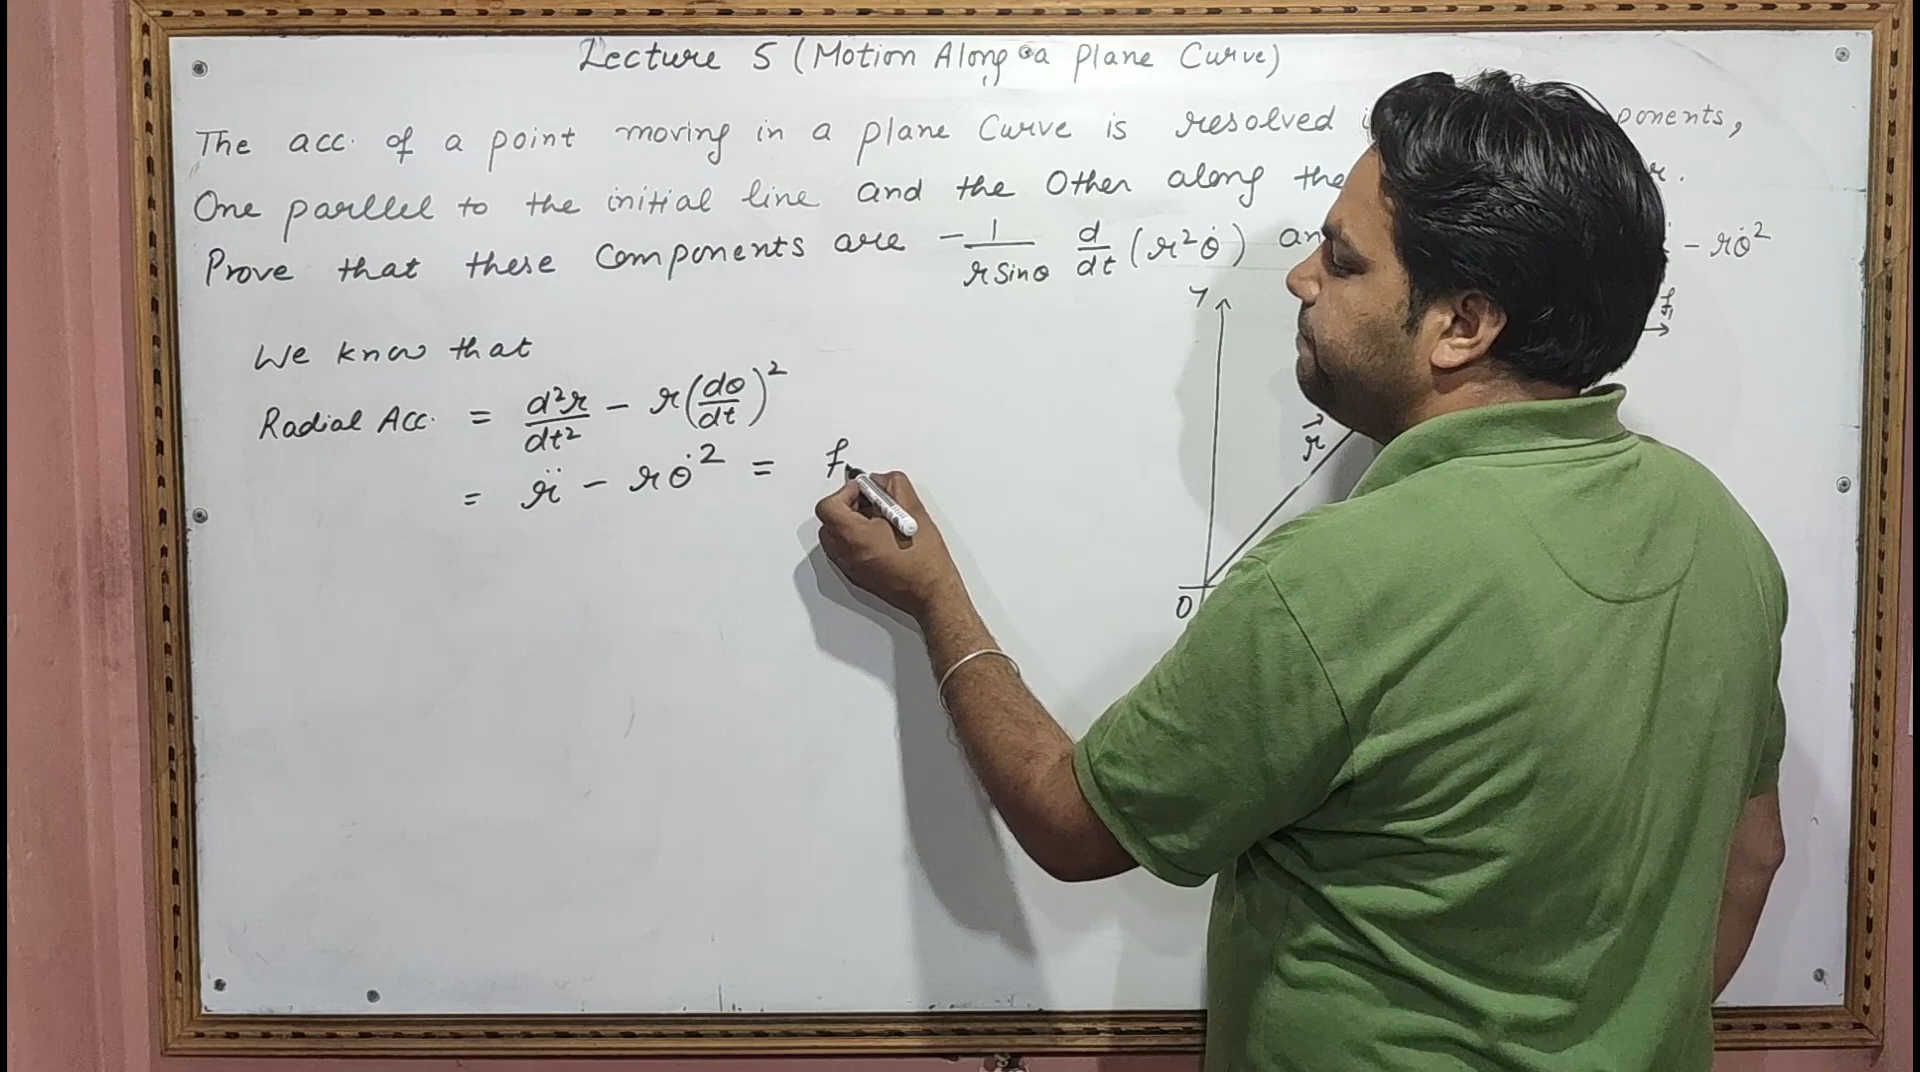 Lecture 5 (Motion Along a plane Curve)
The acc. of a point moving in a plane Curve is resolved ponents,
One parllel to the initial line and the Other along the r.
Prove that these Components are -1/(r sinθ) d/dt (r²θ̇) an - rθ̇²
Y f₁
We know that
Radial Acc. = d²r/dt² - r(dθ/dt)²
r⃗
= r̈ - rθ̇² = f
O